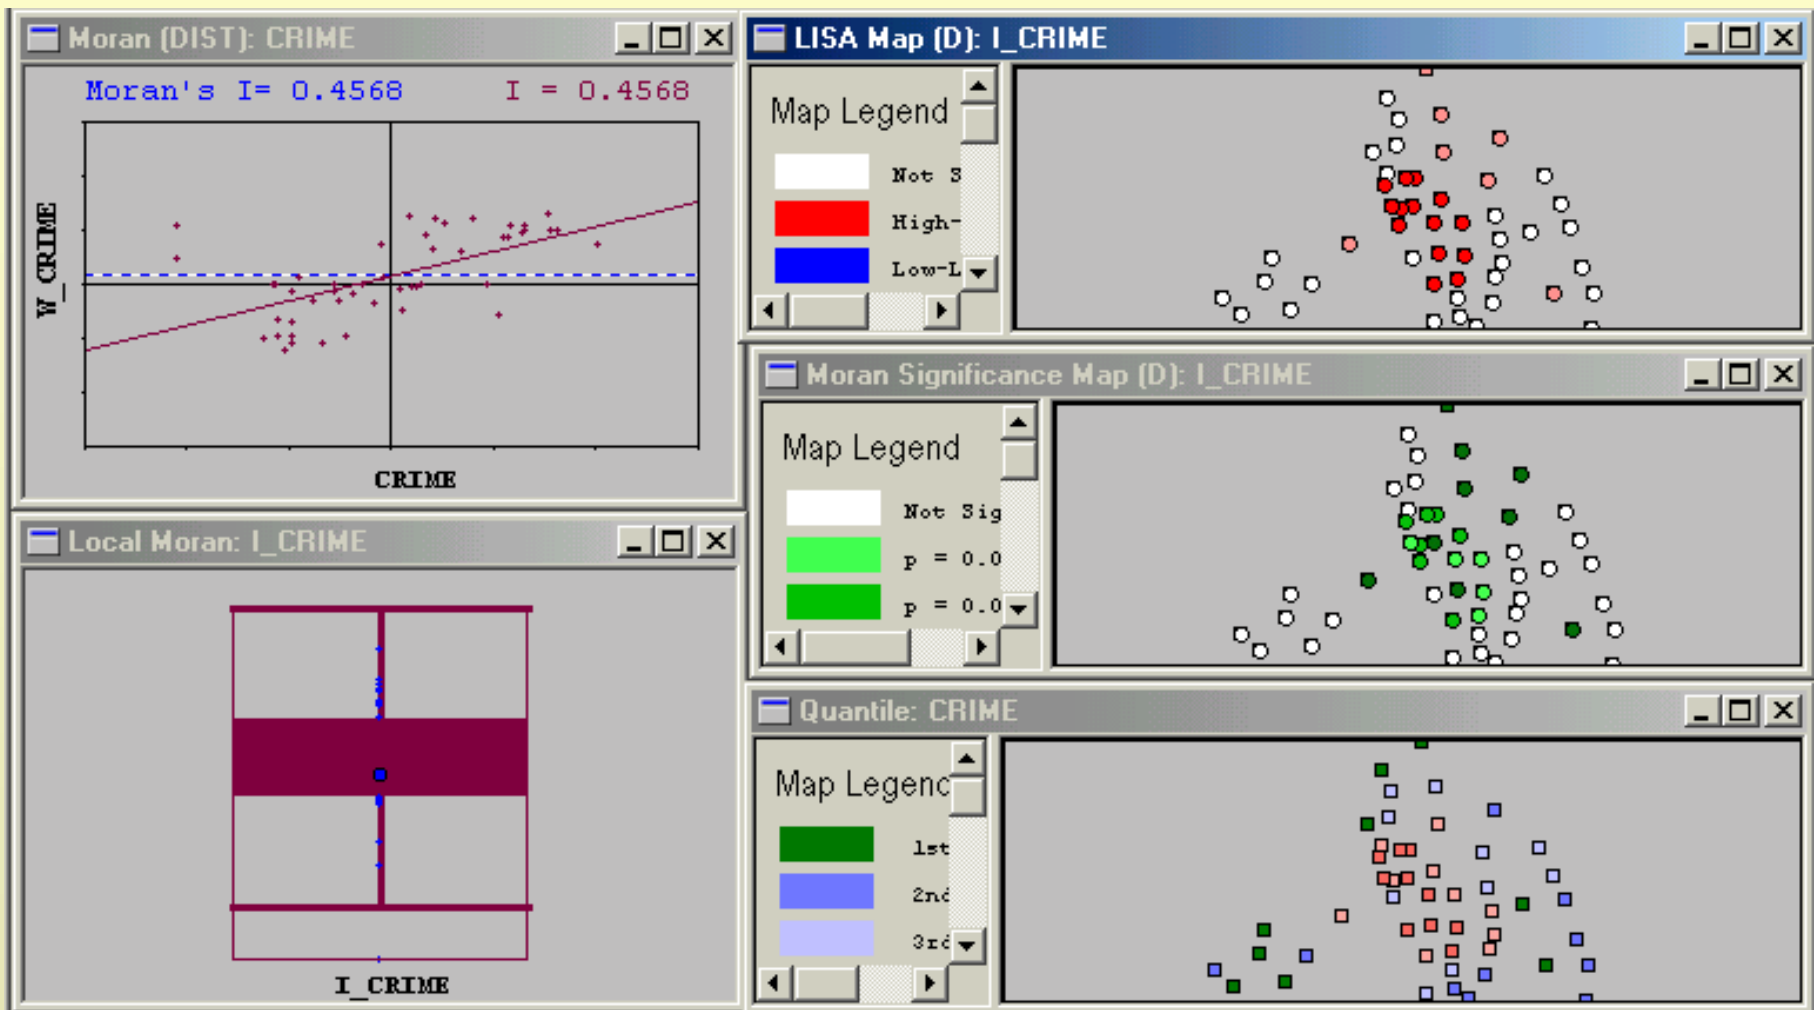 Moran (DIST): CRIME
Moran's I= 0.4568 I = 0.4568
W_CRIME
CRIME
Local Moran: I_CRIME
I_CRIME
LISA Map (D): I_CRIME
Map Legend
Not S
High-
Low-L
Moran Significance Map (D): I_CRIME
Map Legend
Not Sig
p = 0.0
p = 0.0
Quantile: CRIME
Map Legend
1st
2nd
3rd